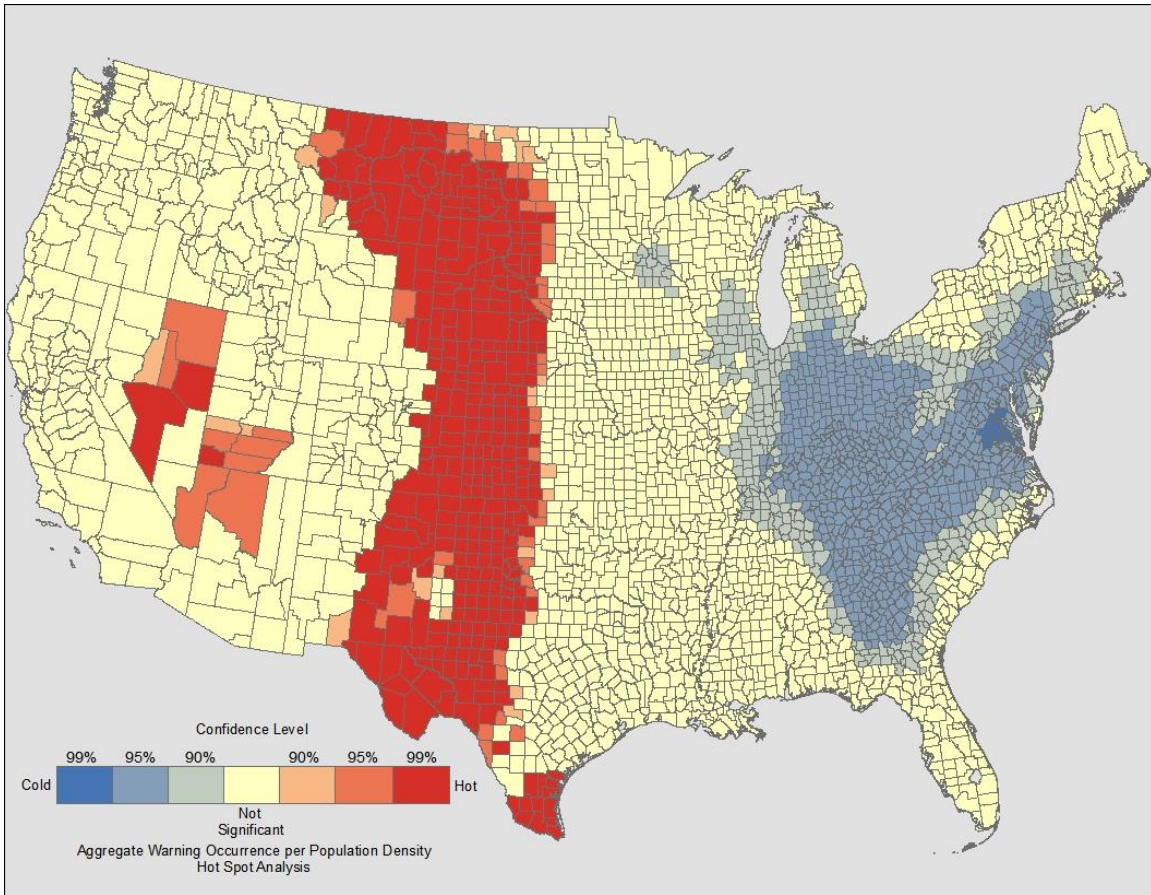 Confidence Level
99% 95% 90% 90% 95% 99%
Cold Hot
Not
Significant
Aggregate Warning Occurrence per Population Density
Hot Spot Analysis